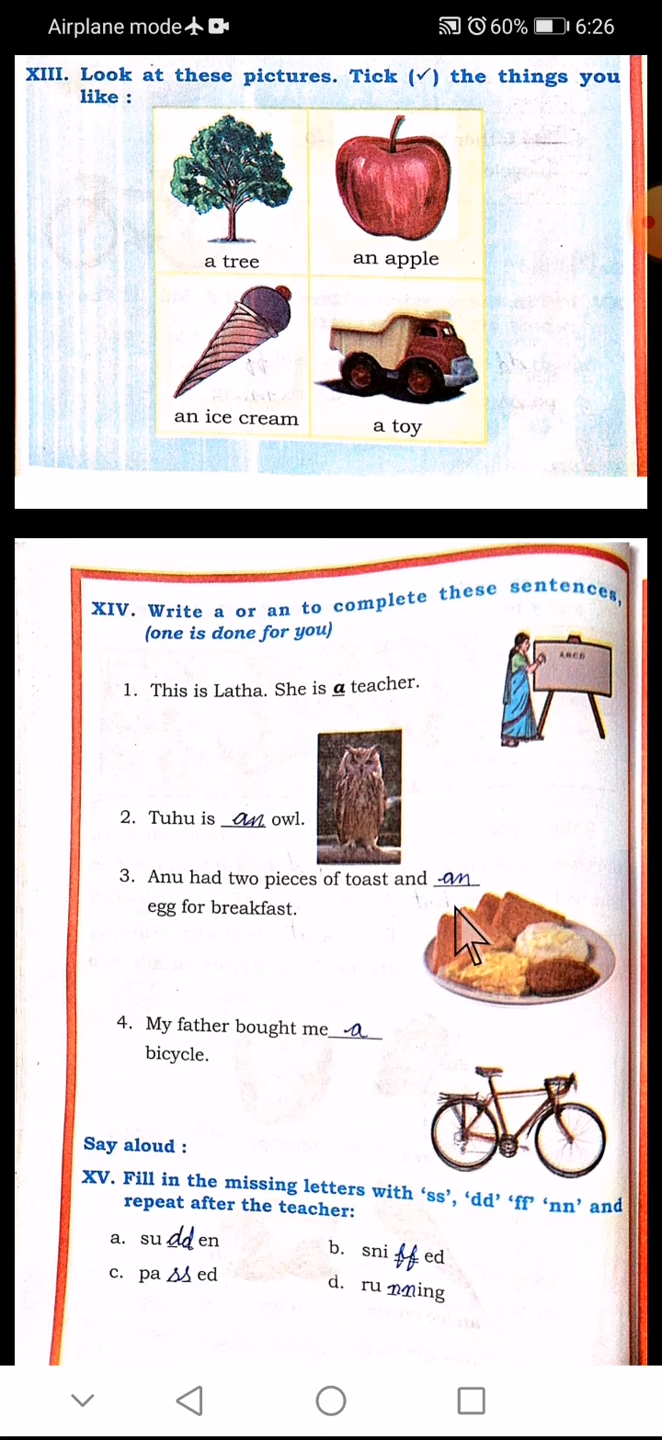 Airplane mode 60% 6:26
XIII. Look at these pictures. Tick (✓) the things you
like :
a tree an apple
an ice cream a toy
XIV. Write a or an to complete these sentences,
(one is done for you)
ABCD
1. This is Latha. She is a teacher.
2. Tuhu is an owl.
3. Anu had two pieces of toast and an
egg for breakfast.
4. My father bought me a
bicycle.
Say aloud :
XV. Fill in the missing letters with ‘ss’, ‘dd’ ‘ff’ ‘nn’ and
repeat after the teacher:
a. su dd en b. sni ff ed
c. pa ss ed d. ru nning